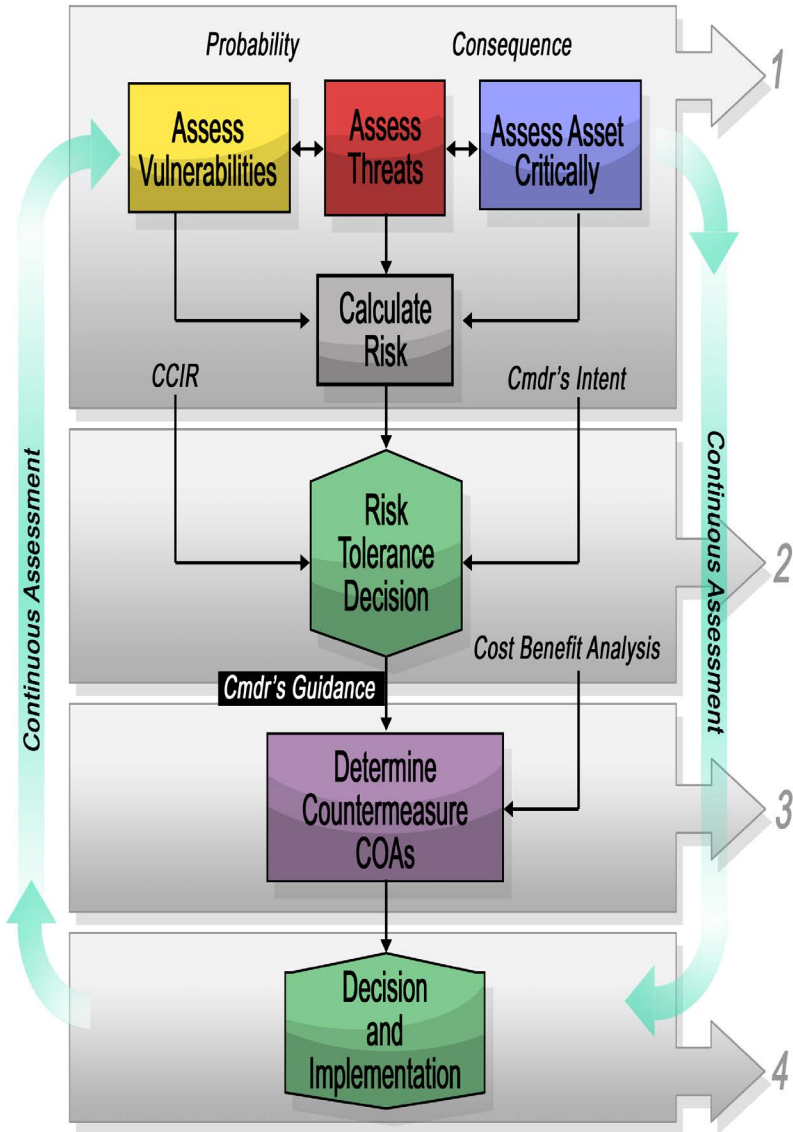 Probability
Consequence
1
Assess
Vulnerabilities
Assess
Threats
Assess Asset
Critically
Calculate
Risk
CCIR
Cmdr's Intent
Continuous Assessment
Continuous Assessment
Risk
Tolerance
Decision
2
Cost Benefit Analysis
Cmdr's Guidance
Determine
Countermeasure
COAs
3
Decision
and
Implementation
4